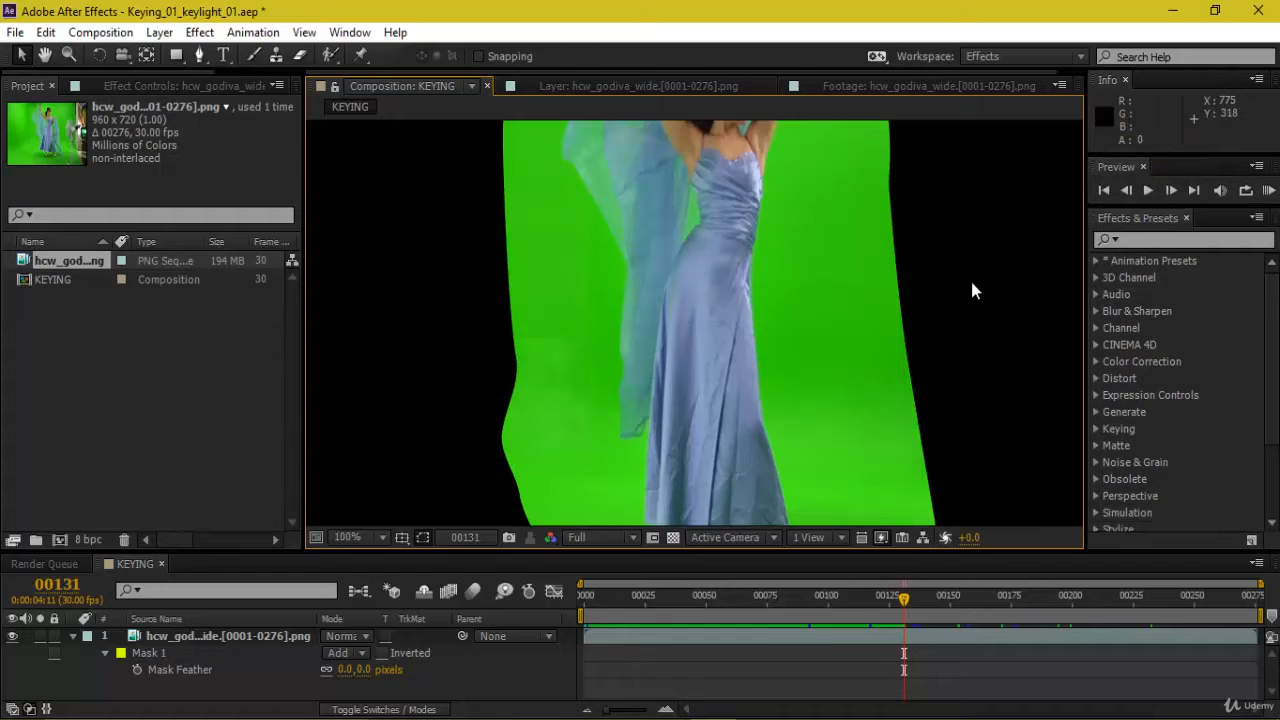 Adobe After Effects - Keying_01_keylight_01.aep *
File Edit Composition Layer Effect Animation View Window Help
Snapping Workspace: Effects Search Help
Project × Effect Controls: hcw_godiva_wide Composition: KEYING × Layer: hcw_godiva_wide.[0001-0276].png Footage: hcw_godiva_wide.[0001-0276].png Info ×
KEYING
hcw_god...01-0276].png , used 1 time
960 x 720 (1.00)
Δ 00276, 30.00 fps
Millions of Colors
non-interlaced
R: X: 775
G: Y: 318
B:
A: 0
Preview ×
Effects & Presets ×
Name Type Size Frame ...
hcw_god...ng PNG Seq...e 194 MB 30
KEYING Composition 30
* Animation Presets
3D Channel
Audio
Blur & Sharpen
Channel
CINEMA 4D
Color Correction
Distort
Expression Controls
Generate
Keying
Matte
Noise & Grain
Obsolete
Perspective
Simulation
Stylize
8 bpc
100% 00131 Full Active Camera 1 View +0.0
Render Queue KEYING ×
00131
0:00:04:11 (30.00 fps)
0000 00025 00050 00075 00100 00125 00150 00175 00200 00225 0025
# Source Name Mode T TrkMat Parent
1 hcw_god...ide.[0001-0276].png Norma None
Mask 1 Add Inverted
Mask Feather 0.0,0.0 pixels
Toggle Switches / Modes
Udemy